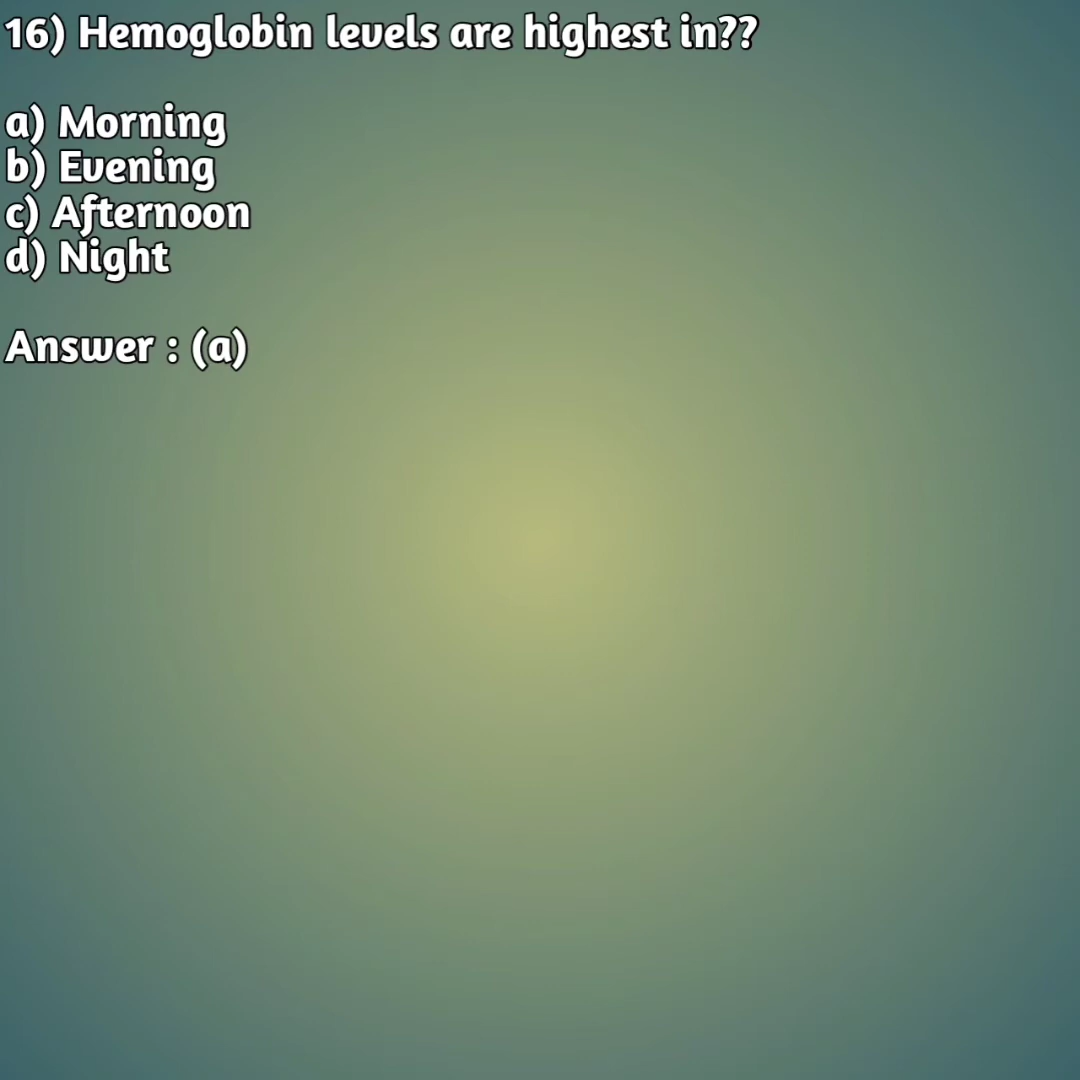 16) Hemoglobin levels are highest in??
a) Morning
b) Evening
c) Afternoon
d) Night
Answer : (a)